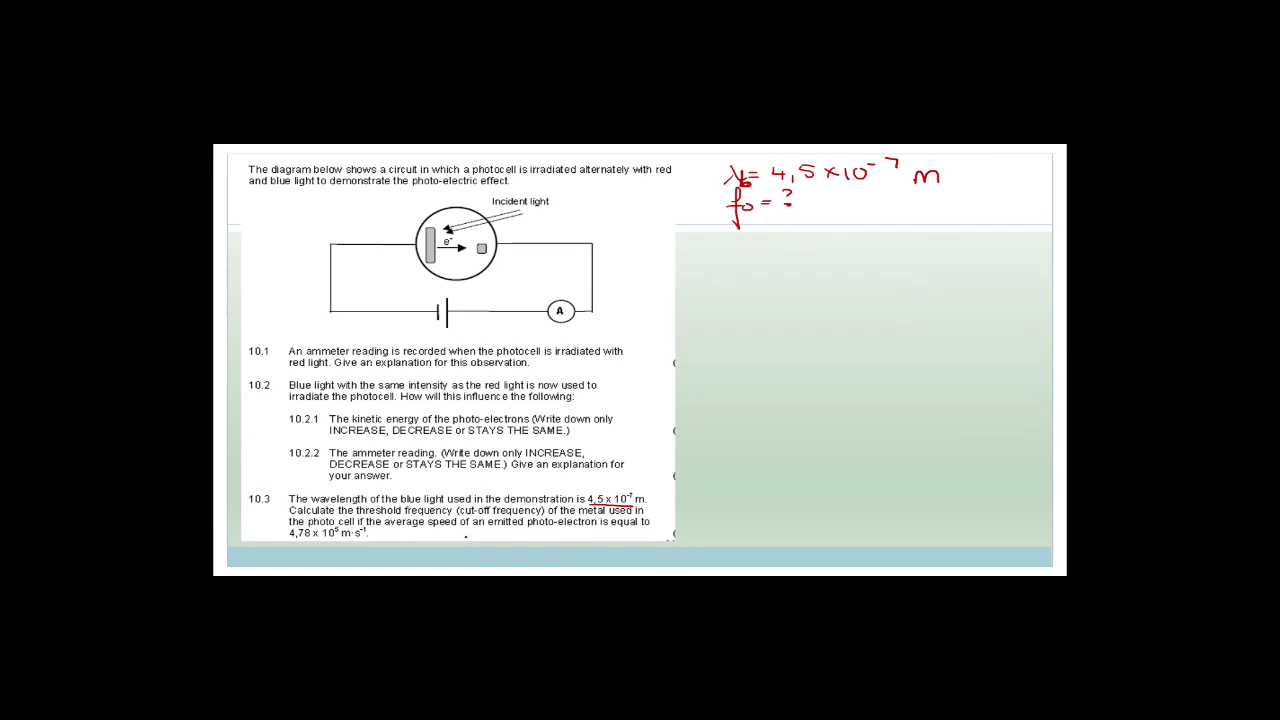 The diagram below shows a circuit in which a photocell is irradiated alternately with red
and blue light to demonstrate the photo-electric effect.
Incident light
e⁻
A
10.1 An ammeter reading is recorded when the photocell is irradiated with
red light. Give an explanation for this observation.
10.2 Blue light with the same intensity as the red light is now used to
irradiate the photocell. How will this influence the following:
10.2.1 The kinetic energy of the photo-electrons (Write down only
INCREASE, DECREASE or STAYS THE SAME.)
10.2.2 The ammeter reading. (Write down only INCREASE,
DECREASE or STAYS THE SAME.) Give an explanation for
your answer.
10.3 The wavelength of the blue light used in the demonstration is 4,5 x 10⁻⁷ m.
Calculate the threshold frequency (cut-off frequency) of the metal used in
the photo cell if the average speed of an emitted photo-electron is equal to
4,78 x 10⁵ m·s⁻¹.
λb = 4,5 × 10⁻⁷ m
f₀ = ?